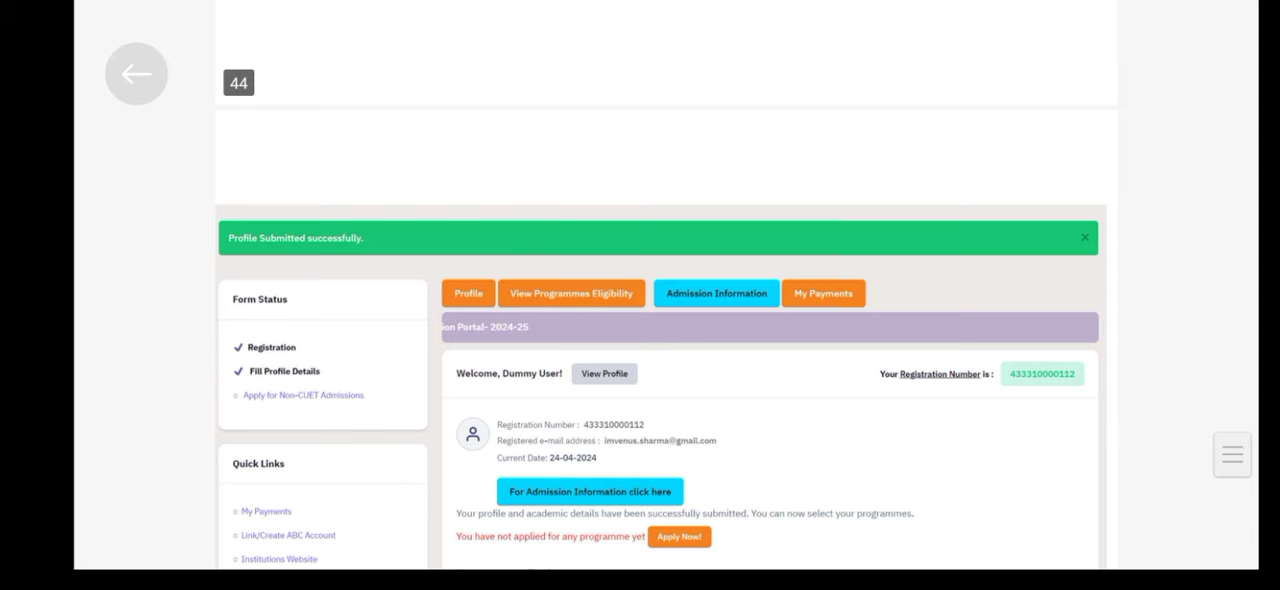 44
Profile Submitted successfully.
Form Status
Registration
Fill Profile Details
Apply for Non-CUET Admissions
Quick Links
My Payments
Link/Create ABC Account
Institutions Website
Profile
View Programmes Eligibility
Admission Information
My Payments
ion Portal- 2024-25
Welcome, Dummy User!
View Profile
Your Registration Number is :
433310000112
Registration Number : 433310000112
Registered e-mail address : imvenus.sharma@gmail.com
Current Date: 24-04-2024
For Admission Information click here
Your profile and academic details have been successfully submitted. You can now select your programmes.
You have not applied for any programme yet
Apply Now!